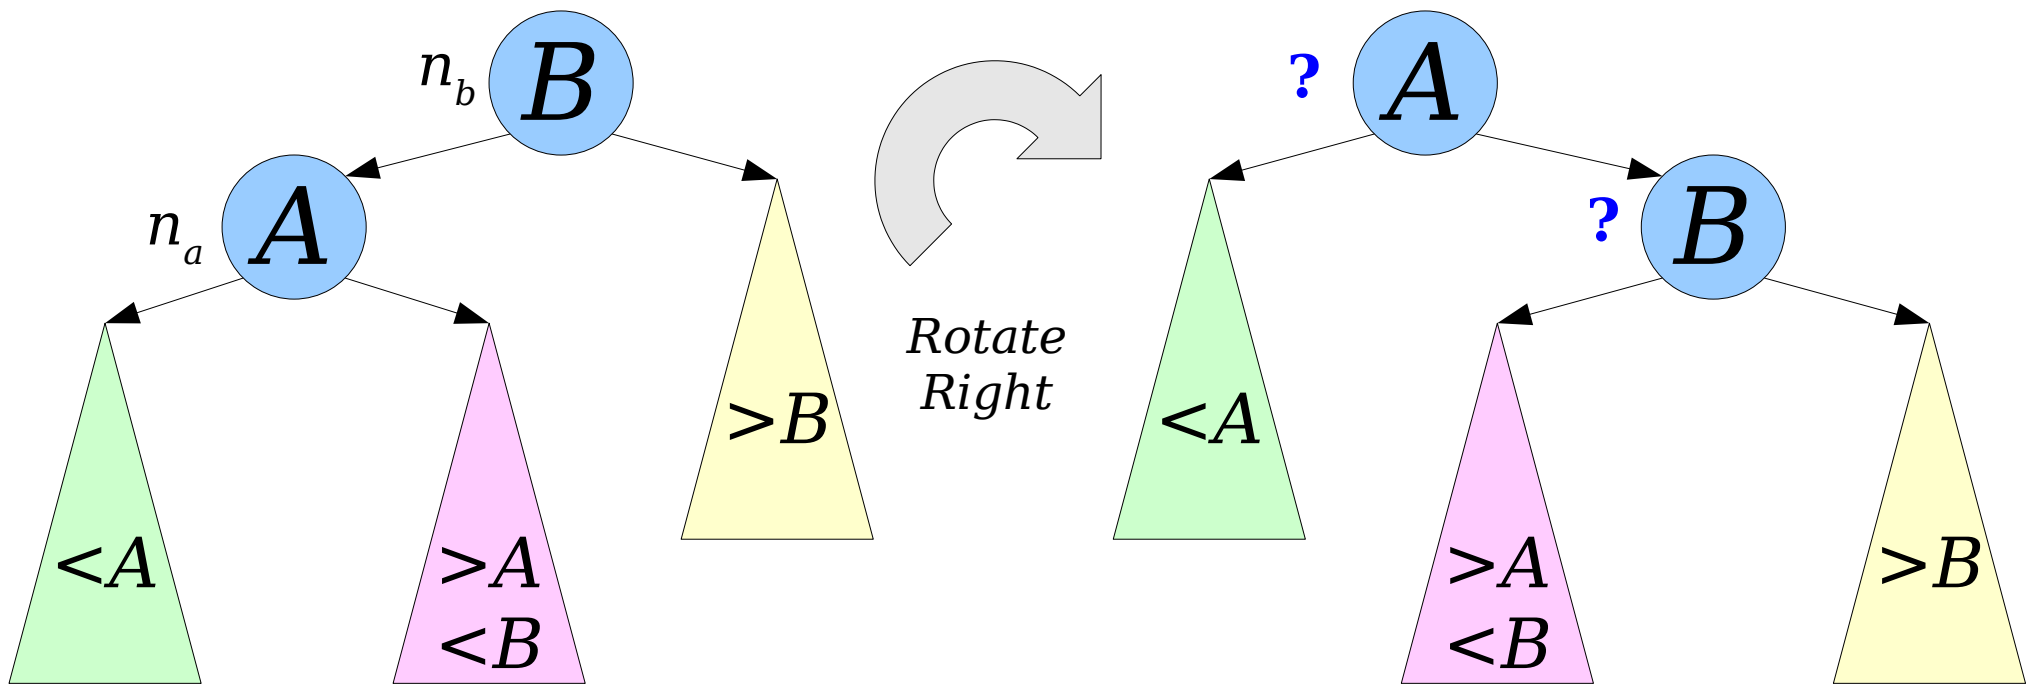 n_b B
n_a A
<A
>A
<B
>B
Rotate
Right
? A
? B
<A
>A
<B
>B